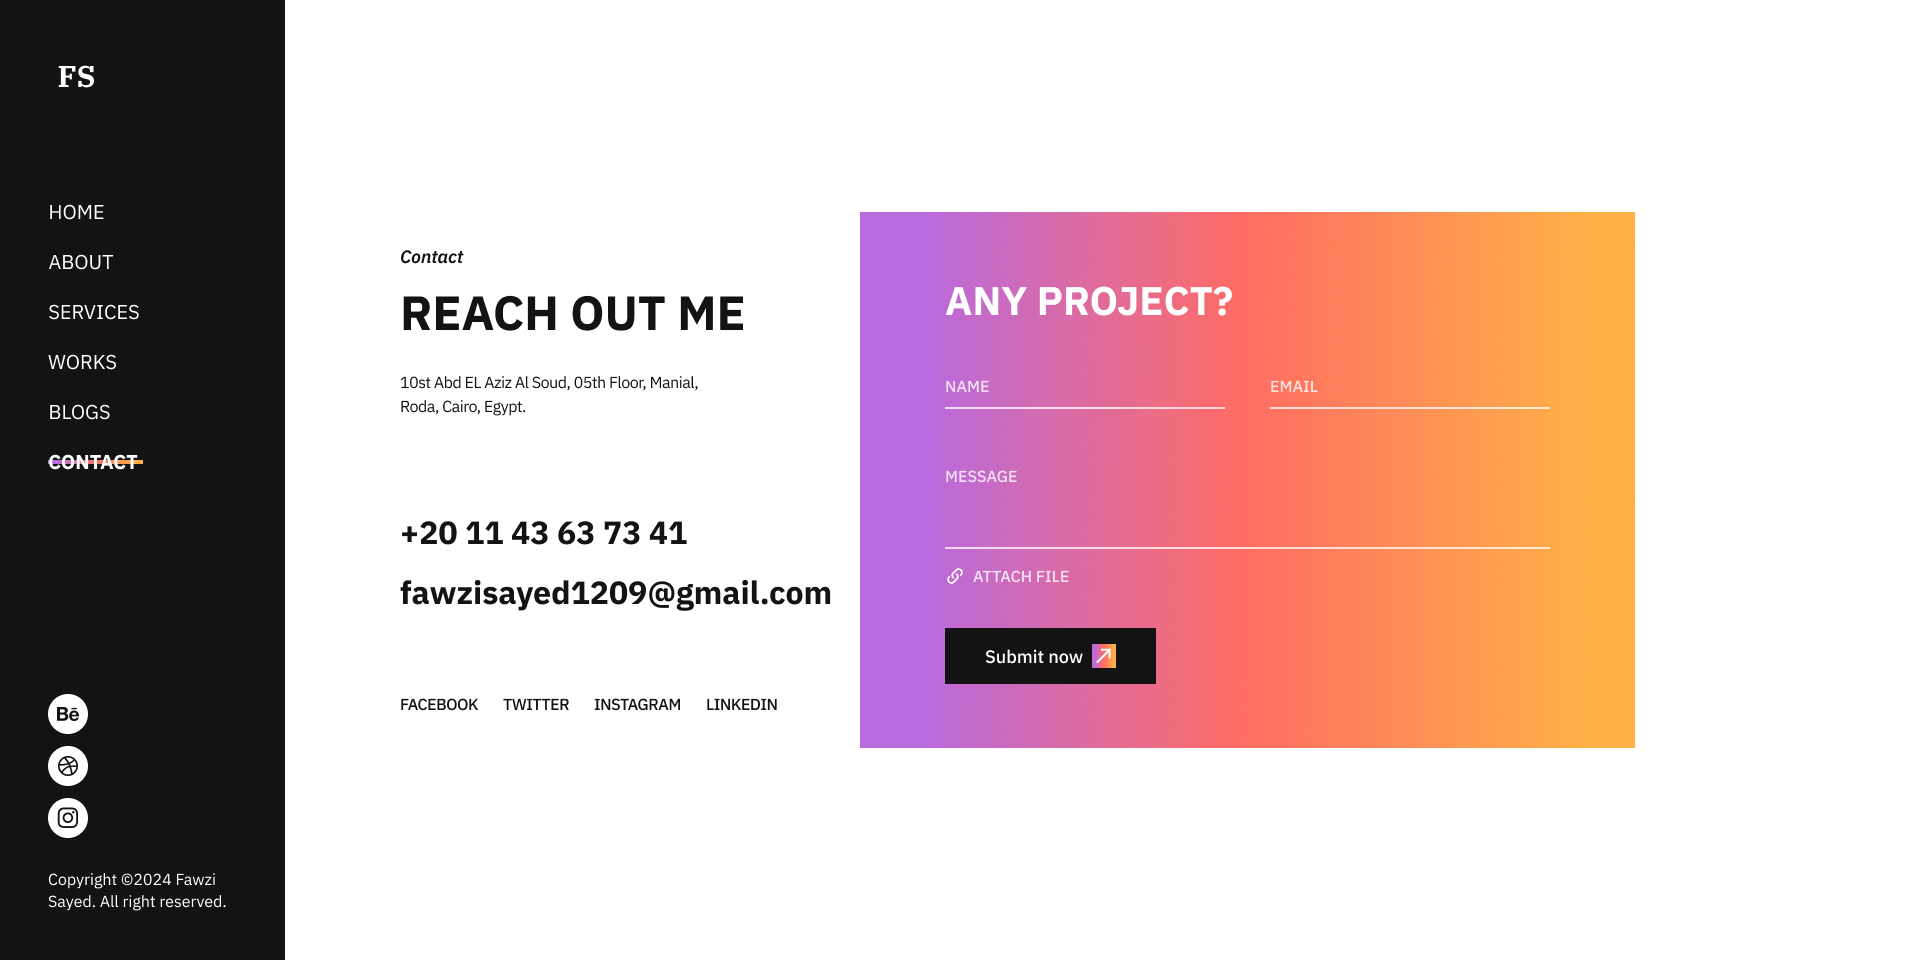 FS
HOME
ABOUT
SERVICES
WORKS
BLOGS
CONTACT
Bē
Copyright ©2024 Fawzi
Sayed. All right reserved.
Contact
REACH OUT ME
10st Abd EL Aziz Al Soud, 05th Floor, Manial,
Roda, Cairo, Egypt.
+20 11 43 63 73 41
fawzisayed1209@gmail.com
FACEBOOK TWITTER INSTAGRAM LINKEDIN
ANY PROJECT?
NAME EMAIL
MESSAGE
ATTACH FILE
Submit now